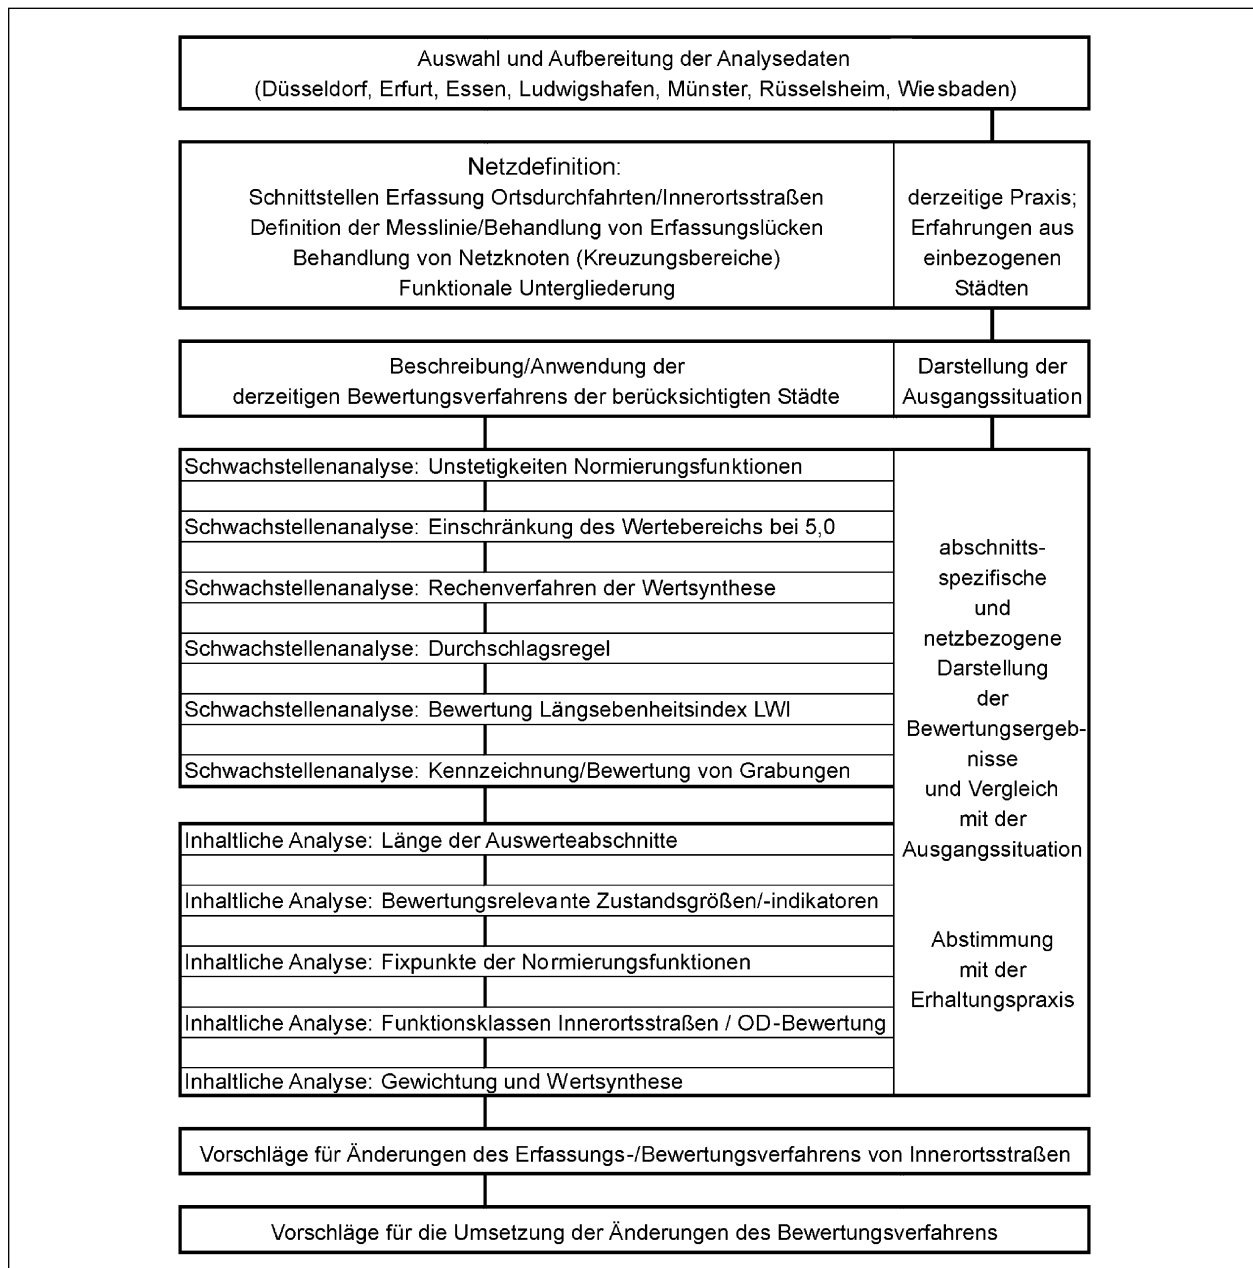 Auswahl und Aufbereitung der Analysedaten
(Düsseldorf, Erfurt, Essen, Ludwigshafen, Münster, Rüsselsheim, Wiesbaden)
Netzdefinition:
Schnittstellen Erfassung Ortsdurchfahrten/Innerortsstraßen
Definition der Messlinie/Behandlung von Erfassungslücken
Behandlung von Netzknoten (Kreuzungsbereiche)
Funktionale Untergliederung
derzeitige Praxis;
Erfahrungen aus
einbezogenen
Städten
Beschreibung/Anwendung der
derzeitigen Bewertungsverfahrens der berücksichtigten Städte
Darstellung der
Ausgangssituation
Schwachstellenanalyse: Unstetigkeiten Normierungsfunktionen
Schwachstellenanalyse: Einschränkung des Wertebereichs bei 5,0
Schwachstellenanalyse: Rechenverfahren der Wertsynthese
Schwachstellenanalyse: Durchschlagsregel
Schwachstellenanalyse: Bewertung Längsebenheitsindex LWI
Schwachstellenanalyse: Kennzeichnung/Bewertung von Grabungen
Inhaltliche Analyse: Länge der Auswerteabschnitte
Inhaltliche Analyse: Bewertungsrelevante Zustandsgrößen/-indikatoren
Inhaltliche Analyse: Fixpunkte der Normierungsfunktionen
Inhaltliche Analyse: Funktionsklassen Innerortsstraßen / OD-Bewertung
Inhaltliche Analyse: Gewichtung und Wertsynthese
abschnitts-
spezifische
und
netzbezogene
Darstellung
der
Bewertungsergeb-
nisse
und Vergleich
mit der
Ausgangssituation
Abstimmung
mit der
Erhaltungspraxis
Vorschläge für Änderungen des Erfassungs-/Bewertungsverfahrens von Innerortsstraßen
Vorschläge für die Umsetzung der Änderungen des Bewertungsverfahrens